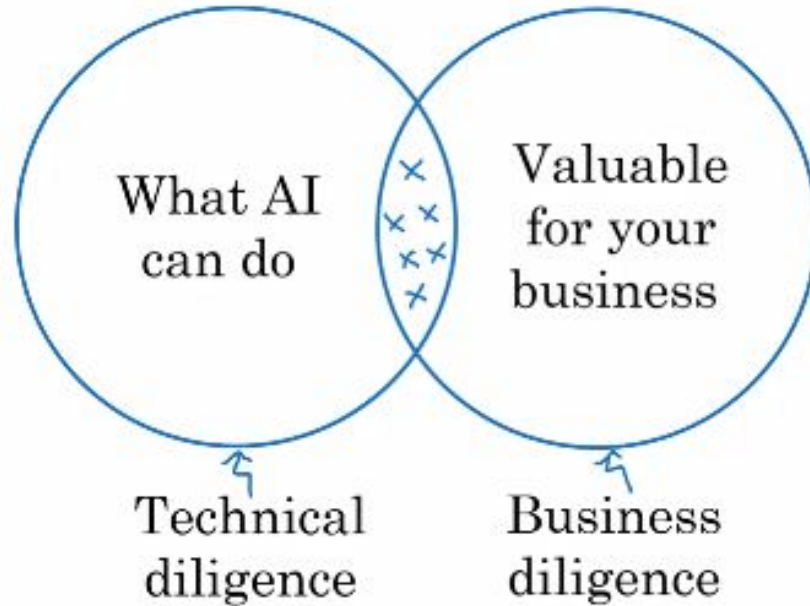 What AI
can do
Valuable
for your
business
Technical
diligence
Business
diligence